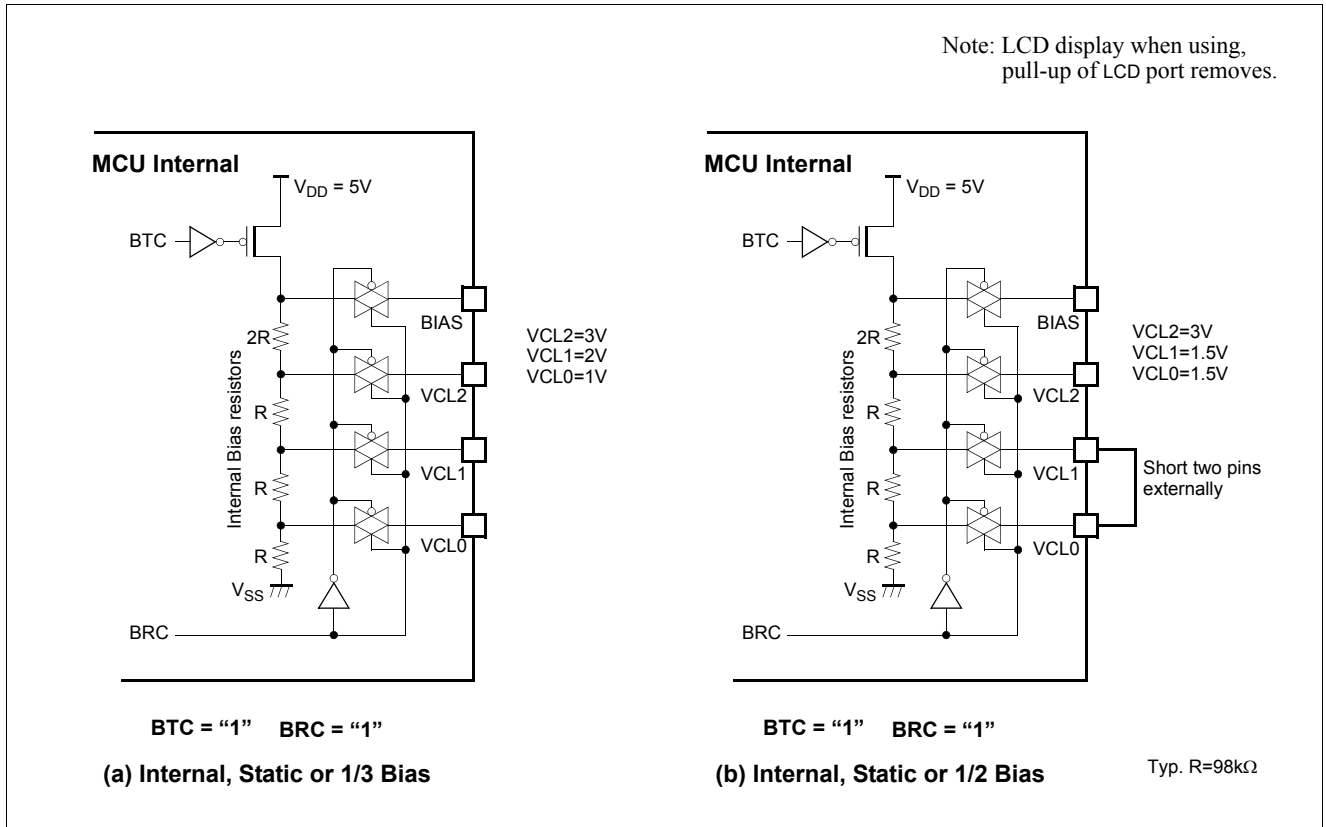 Note: LCD display when using,
pull-up of LCD port removes.
MCU Internal
VDD = 5V
BTC
BIAS
2R
VCL2
R
VCL1
R
VCL0
R
Internal Bias resistors
VSS
BRC
VCL2=3V
VCL1=2V
VCL0=1V
BTC = “1” BRC = “1”
(a) Internal, Static or 1/3 Bias
MCU Internal
VDD = 5V
BTC
BIAS
2R
VCL2
R
VCL1
R
VCL0
R
Internal Bias resistors
VSS
BRC
VCL2=3V
VCL1=1.5V
VCL0=1.5V
Short two pins
externally
BTC = “1” BRC = “1”
(b) Internal, Static or 1/2 Bias
Typ. R=98kΩ